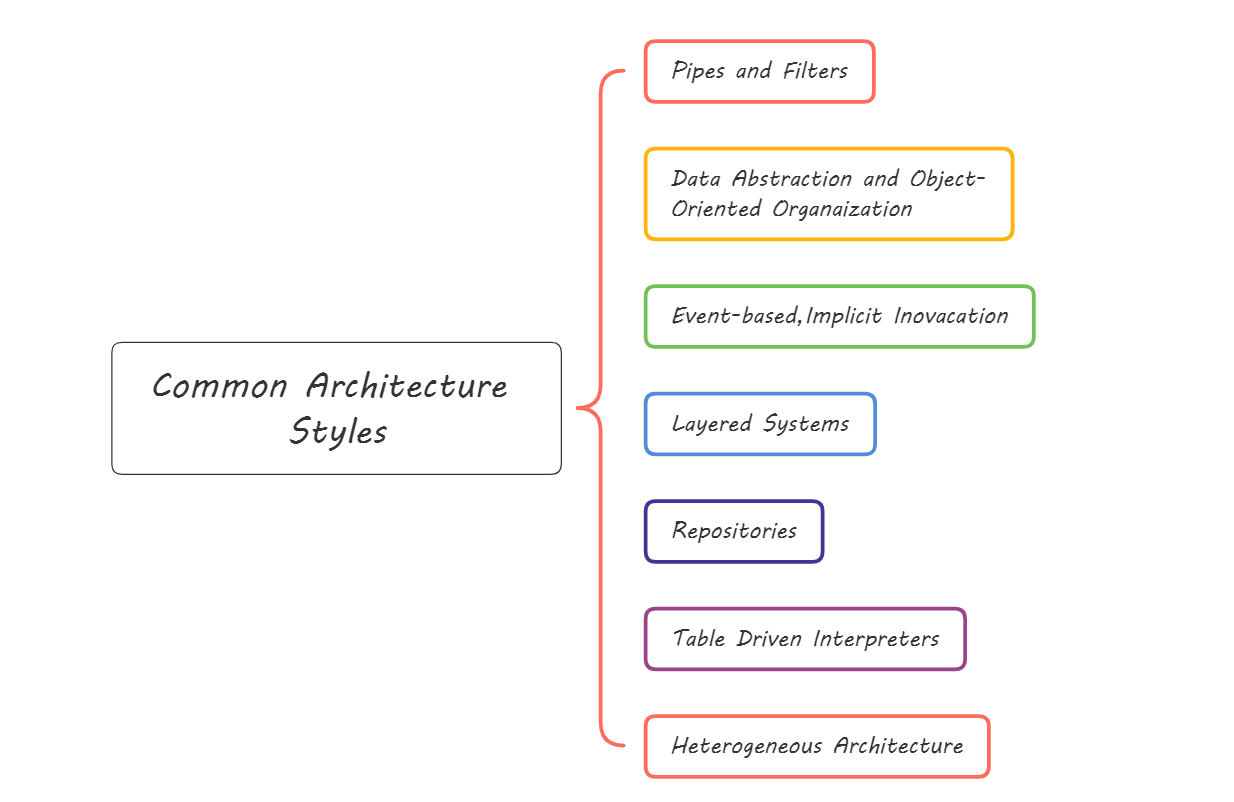 Pipes and Filters
Data Abstraction and Object-
Oriented Organaization
Event-based,Implicit Inovacation
Common Architecture
Styles
Layered Systems
Repositories
Table Driven Interpreters
Heterogeneous Architecture